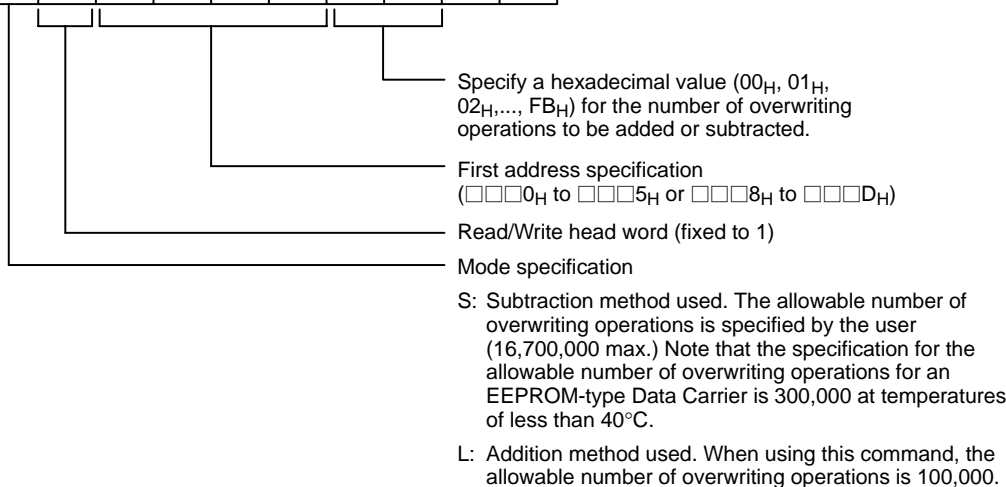 Specify a hexadecimal value (00H, 01H,
02H,..., FBH) for the number of overwriting
operations to be added or subtracted.
First address specification
(□□□0H to □□□5H or □□□8H to □□□DH)
Read/Write head word (fixed to 1)
Mode specification
S: Subtraction method used. The allowable number of
overwriting operations is specified by the user
(16,700,000 max.) Note that the specification for the
allowable number of overwriting operations for an
EEPROM-type Data Carrier is 300,000 at temperatures
of less than 40°C.
L: Addition method used. When using this command, the
allowable number of overwriting operations is 100,000.